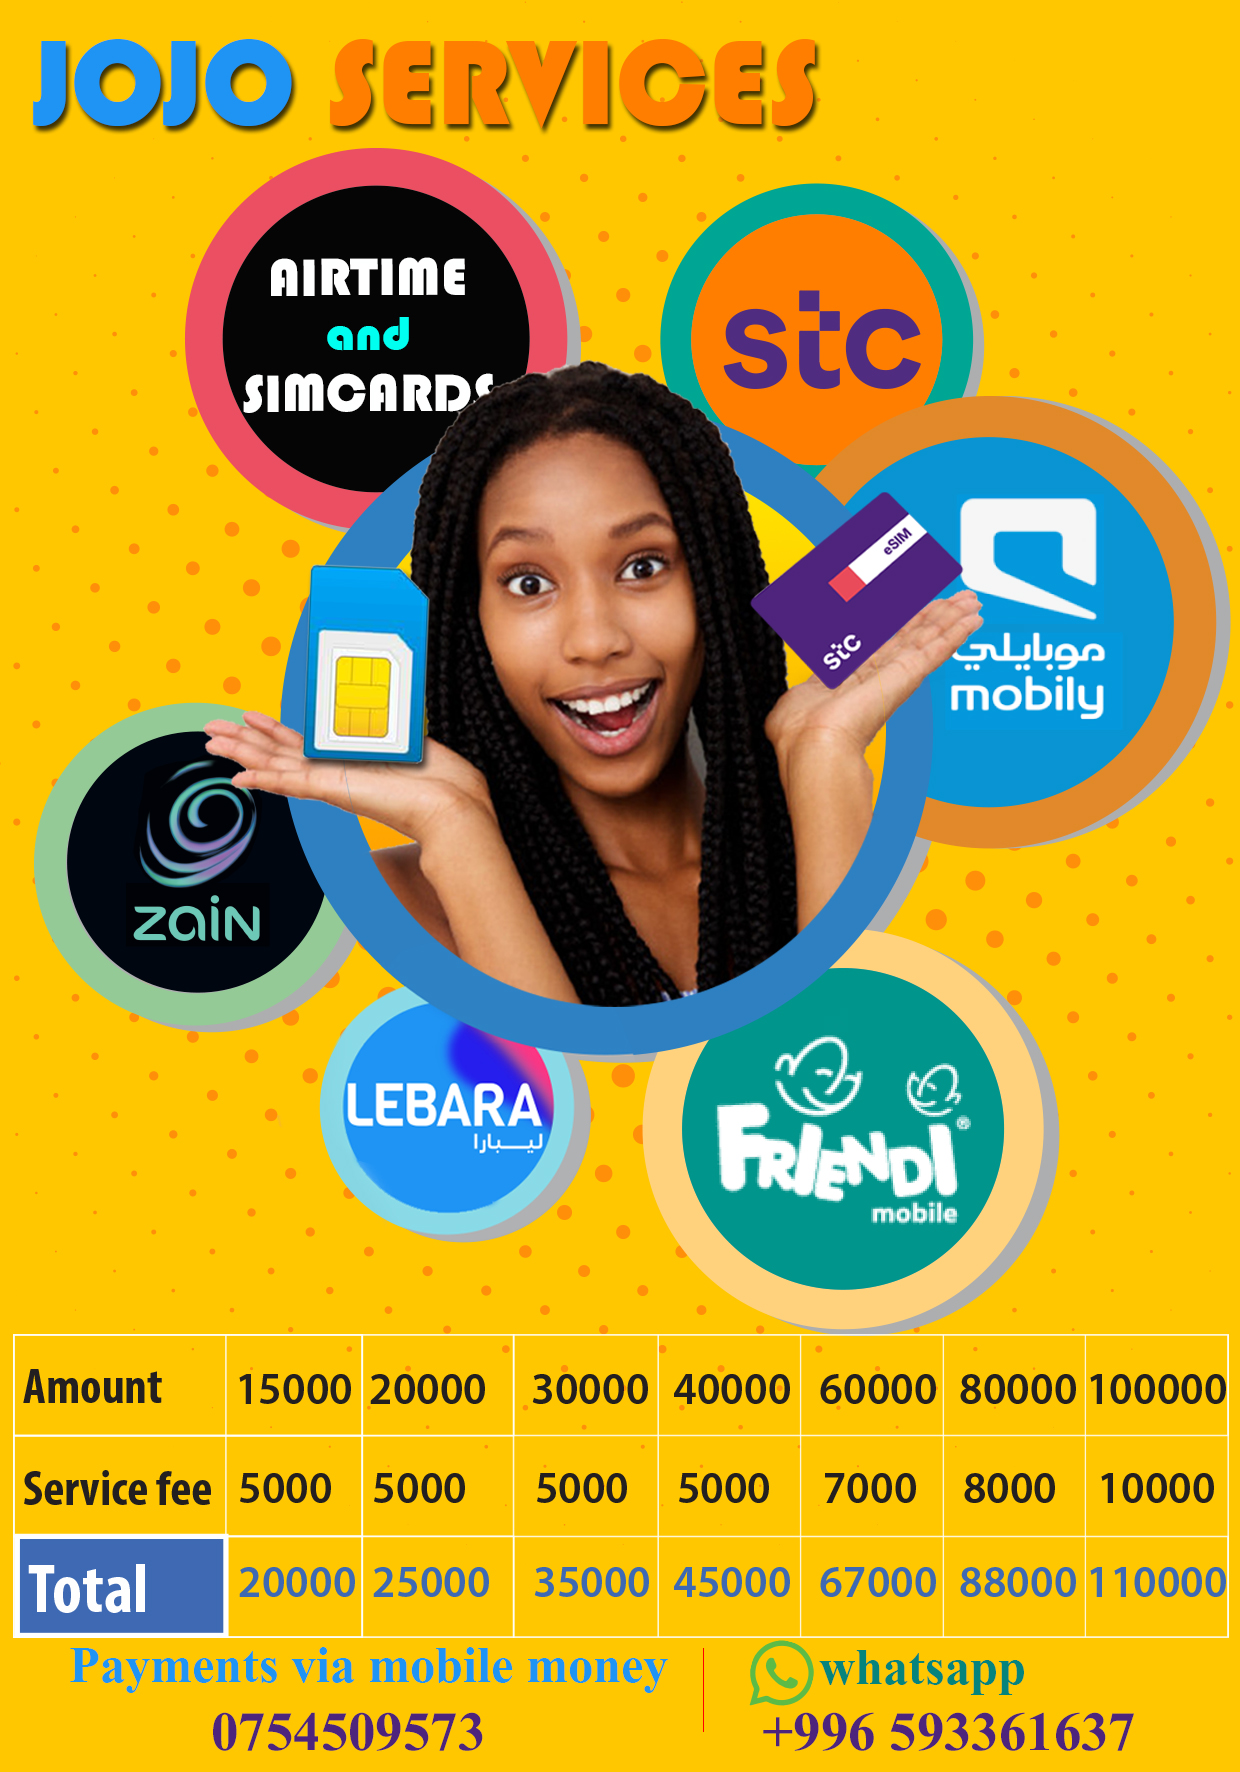 JOJO SERVICES
AIRTIME
and
SIMCARDS
stc
eSIM
stc
موبايلي
mobily
zain
LEBARA
ليبارا
FRiENDi®
mobile
Amount 15000 20000 30000 40000 60000 80000 100000
Service fee 5000 5000 5000 5000 7000 8000 10000
Total 20000 25000 35000 45000 67000 88000 110000
Payments via mobile money
0754509573
whatsapp
+996 593361637